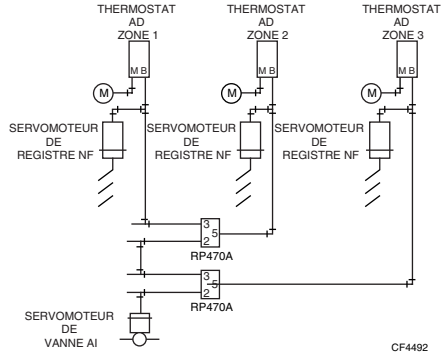 THERMOSTAT
AD
ZONE 1
THERMOSTAT
AD
ZONE 2
THERMOSTAT
AD
ZONE 3
M B
M B
M B
M
M
M
SERVOMOTEUR
DE
REGISTRE NF
SERVOMOTEUR
DE
REGISTRE NF
SERVOMOTEUR
DE
REGISTRE NF
3
5
2
RP470A
3
5
2
RP470A
SERVOMOTEUR
DE
VANNE AI
CF4492